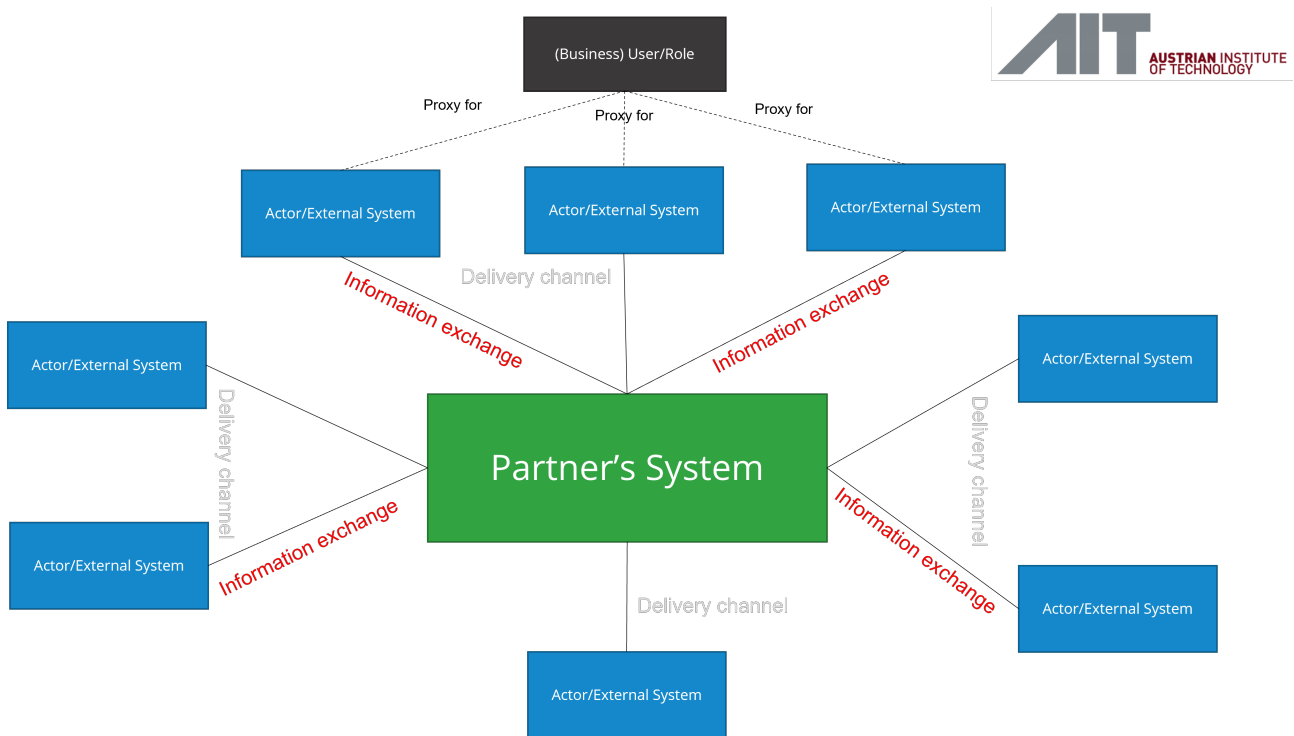 (Business) User/Role
AUSTRIAN INSTITUTE
OF TECHNOLOGY
AIT
Proxy for
Proxy for
Proxy for
Actor/External System
Actor/External System
Actor/External System
Information exchange
Delivery channel
Information exchange
Actor/External System
Actor/External System
Delivery channel
Delivery channel
Partner’s System
Information exchange
Information exchange
Actor/External System
Actor/External System
Delivery channel
Actor/External System